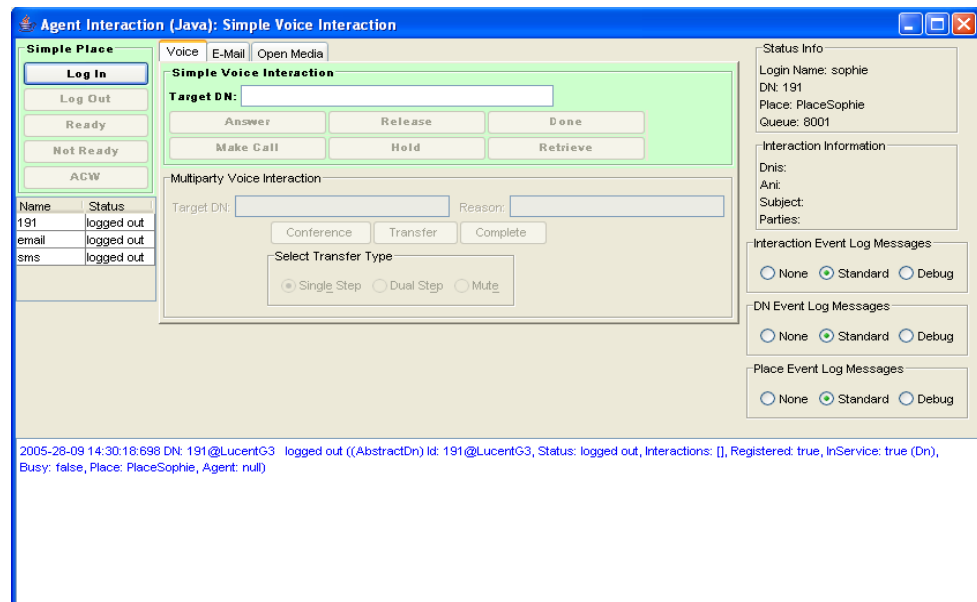 Agent Interaction (Java): Simple Voice Interaction
Simple Place
Log In
Log Out
Ready
Not Ready
ACW
Name Status
191 logged out
email logged out
sms logged out
Voice E-Mail Open Media
Simple Voice Interaction
Target DN:
Answer Release Done
Make Call Hold Retrieve
Multiparty Voice Interaction
Target DN: Reason:
Conference Transfer Complete
Select Transfer Type
Single Step Dual Step Mute
Status Info
Login Name: sophie
DN: 191
Place: PlaceSophie
Queue: 8001
Interaction Information
Dnis:
Ani:
Subject:
Parties:
Interaction Event Log Messages
None Standard Debug
DN Event Log Messages
None Standard Debug
Place Event Log Messages
None Standard Debug
2005-28-09 14:30:18:698 DN: 191@LucentG3 logged out ((AbstractDn) Id: 191@LucentG3, Status: logged out, Interactions: [], Registered: true, InService: true (Dn),
Busy: false, Place: PlaceSophie, Agent: null)